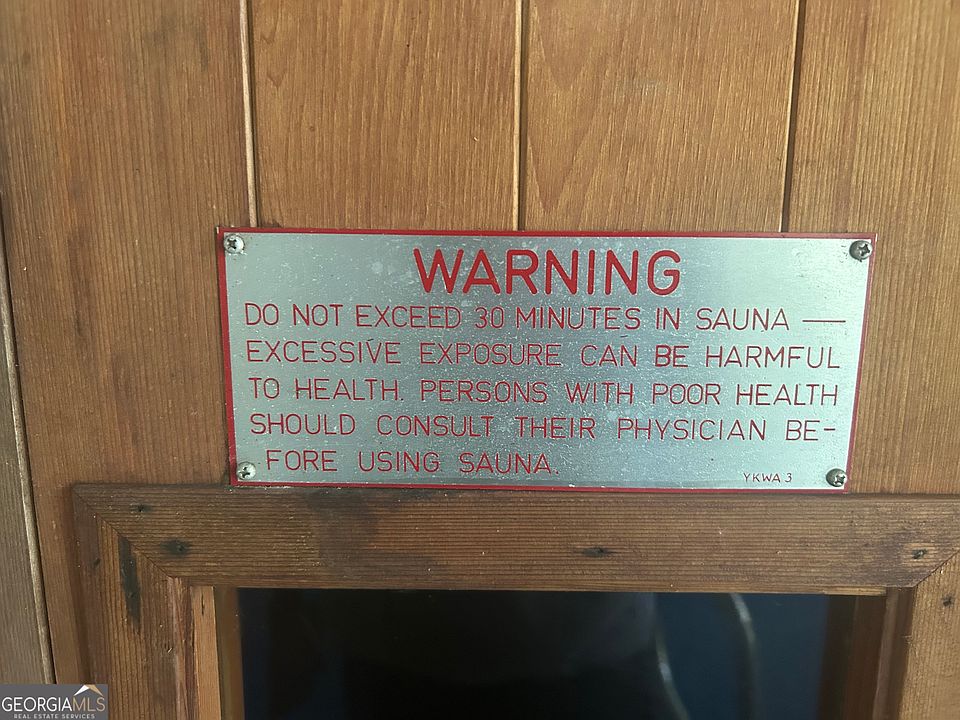 WARNING
DO NOT EXCEED 30 MINUTES IN SAUNA —
EXCESSIVE EXPOSURE CAN BE HARMFUL
TO HEALTH. PERSONS WITH POOR HEALTH
SHOULD CONSULT THEIR PHYSICIAN BE-
FORE USING SAUNA.
YKWA 3
GEORGIAMLS
REAL ESTATE SERVICES